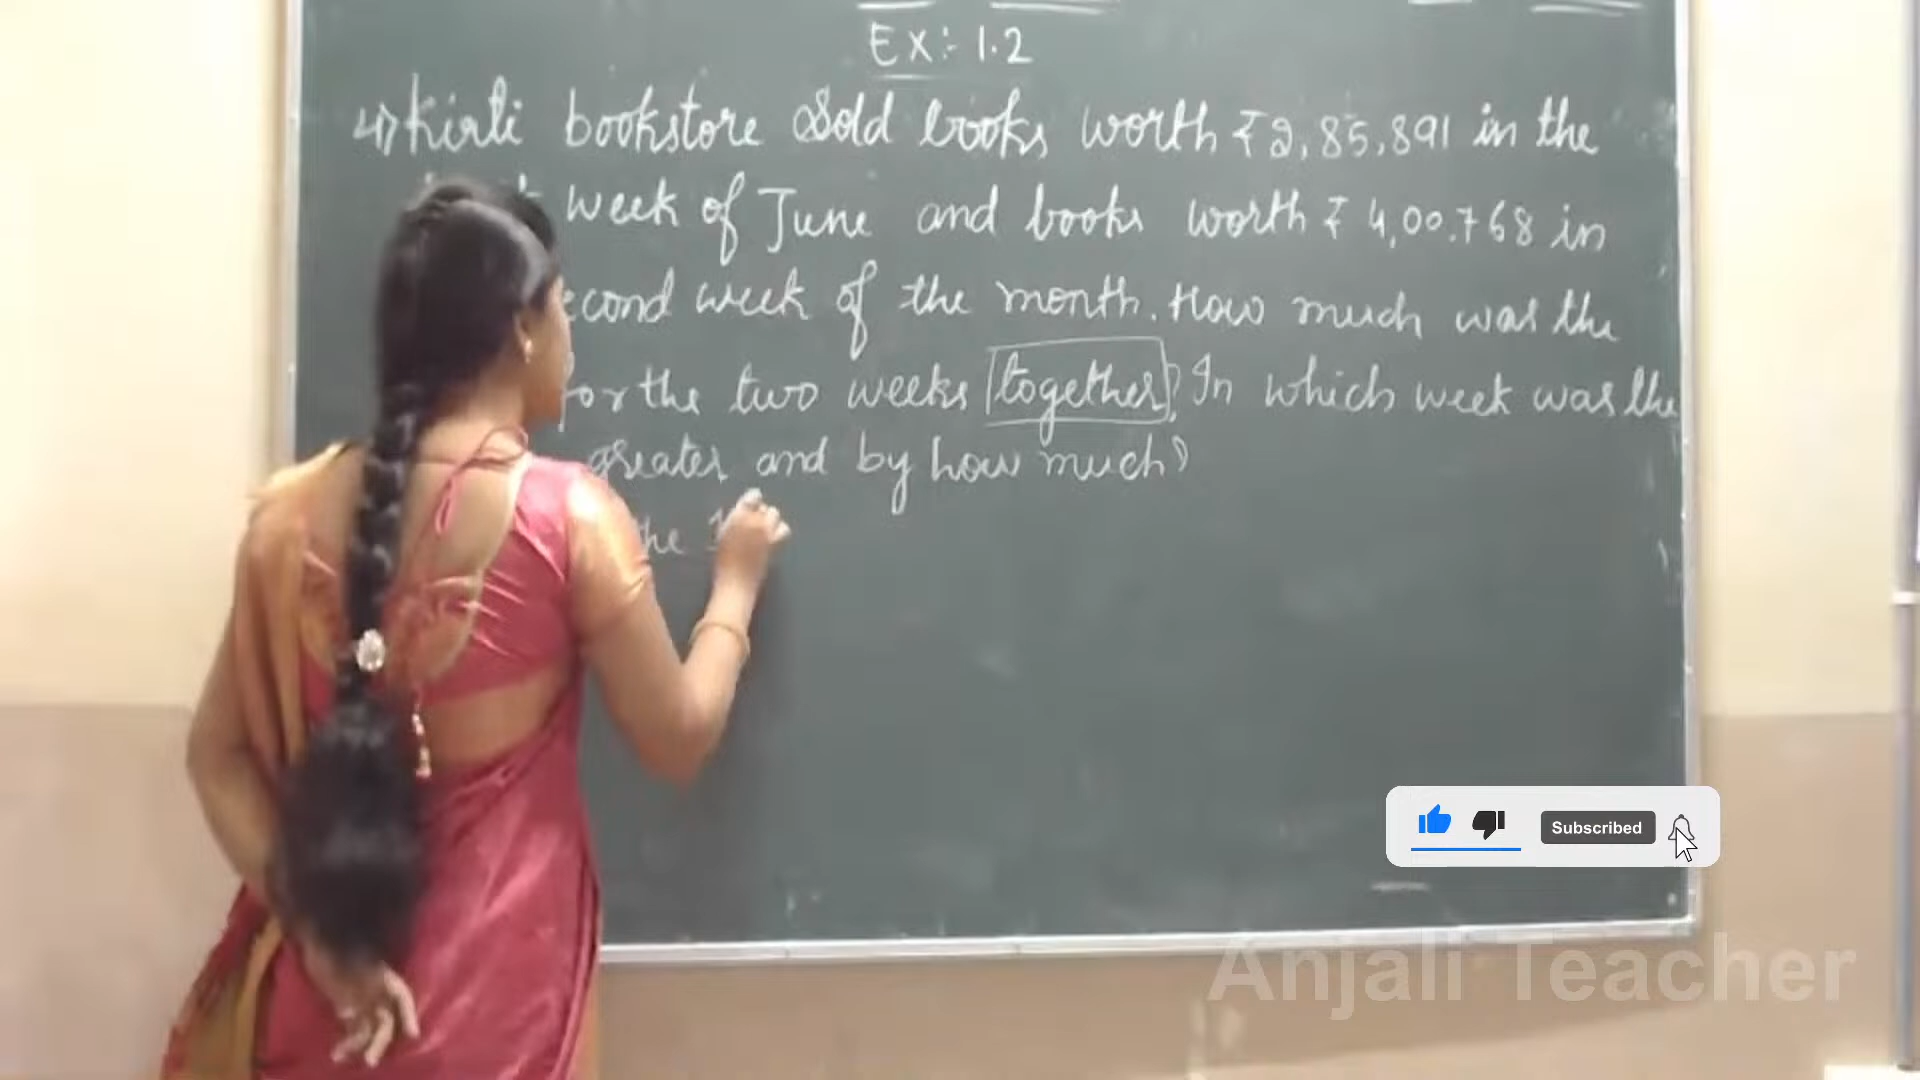 Ex:- 1.2
4) Kirti bookstore Sold books worth ₹ 2,85,891 in the
week of June and books worth ₹ 4,00,768 in
econd week of the month. How much was the
for the two weeks together? In which week was the
greater and by how much?
the
Subscribed
Anjali Teacher